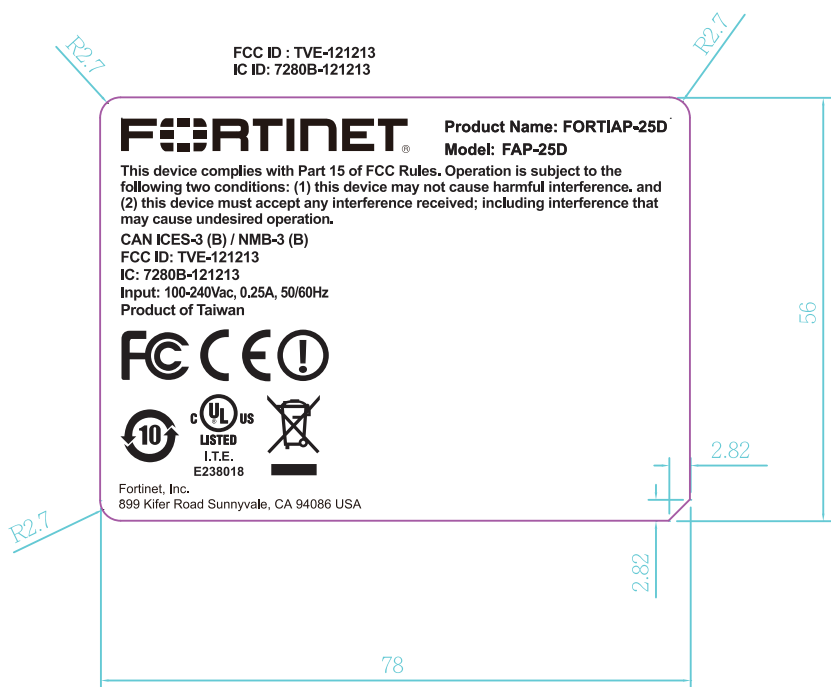 R2.7
R2.7
FCC ID : TVE-121213
IC ID: 7280B-121213
FORTINET®
Product Name: FORTIAP-25D
Model: FAP-25D
This device complies with Part 15 of FCC Rules. Operation is subject to the
following two conditions: (1) this device may not cause harmful interference. and
(2) this device must accept any interference received; including interference that
may cause undesired operation.
CAN ICES-3 (B) / NMB-3 (B)
FCC ID: TVE-121213
IC: 7280B-121213
Input: 100-240Vac, 0.25A, 50/60Hz
Product of Taiwan
56
FC CE !
10
C UL ® US
LISTED
I.T.E.
E238018
2.82
Fortinet, Inc.
899 Kifer Road Sunnyvale, CA 94086 USA
R2.7
2.82
78